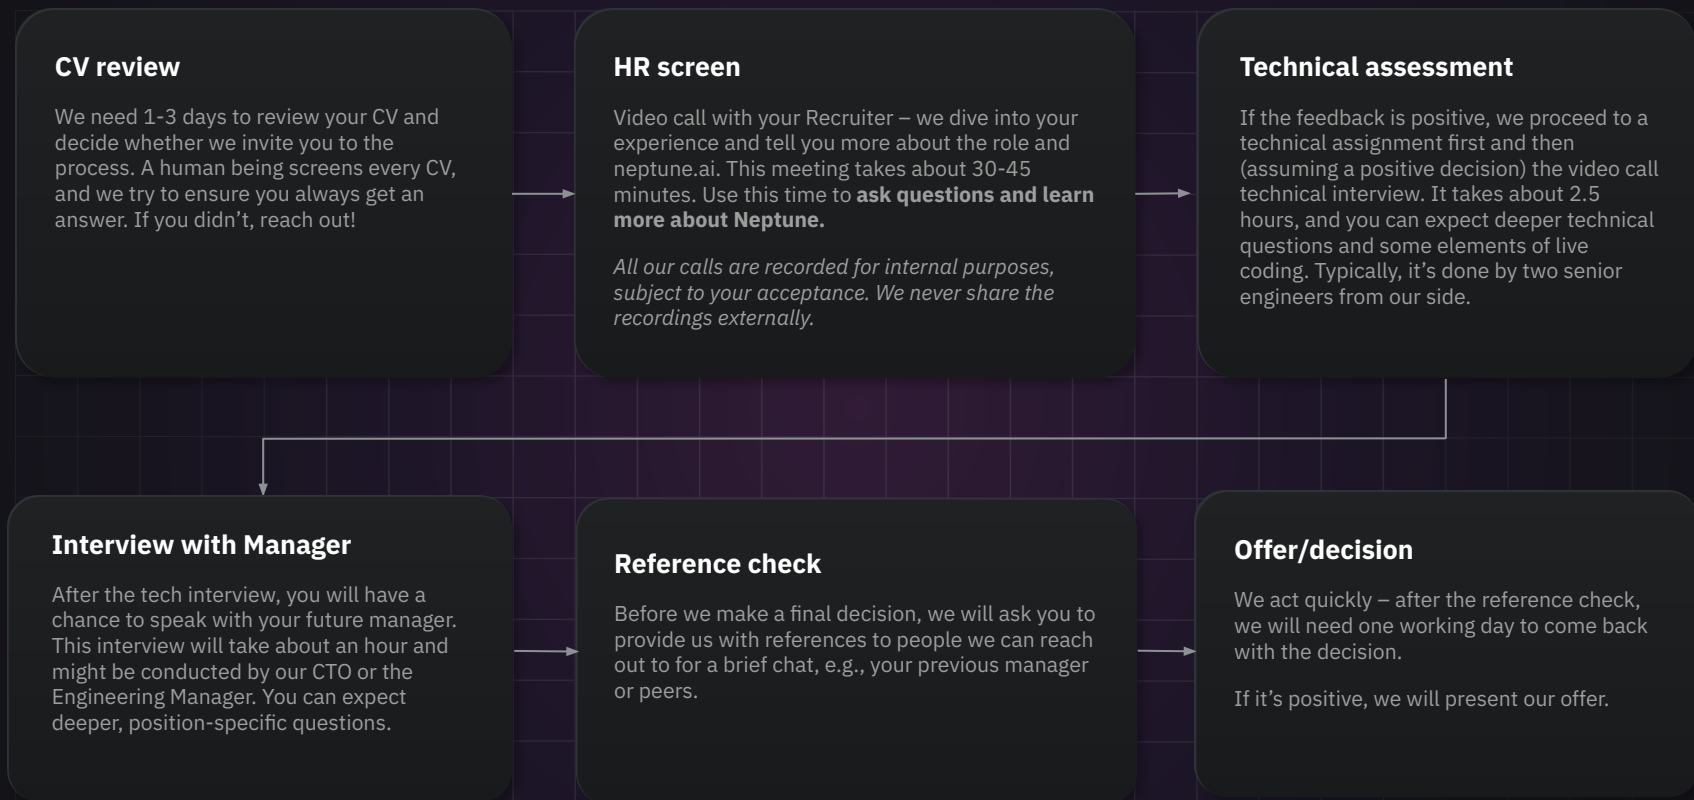 CV review
We need 1-3 days to review your CV and
decide whether we invite you to the
process. A human being screens every CV,
and we try to ensure you always get an
answer. If you didn’t, reach out!
HR screen
Video call with your Recruiter – we dive into your
experience and tell you more about the role and
neptune.ai. This meeting takes about 30-45
minutes. Use this time to ask questions and learn
more about Neptune.
All our calls are recorded for internal purposes,
subject to your acceptance. We never share the
recordings externally.
Technical assessment
If the feedback is positive, we proceed to a
technical assignment first and then
(assuming a positive decision) the video call
technical interview. It takes about 2.5
hours, and you can expect deeper technical
questions and some elements of live
coding. Typically, it’s done by two senior
engineers from our side.
Interview with Manager
After the tech interview, you will have a
chance to speak with your future manager.
This interview will take about an hour and
might be conducted by our CTO or the
Engineering Manager. You can expect
deeper, position-specific questions.
Reference check
Before we make a final decision, we will ask you to
provide us with references to people we can reach
out to for a brief chat, e.g., your previous manager
or peers.
Offer/decision
We act quickly – after the reference check,
we will need one working day to come back
with the decision.
If it’s positive, we will present our offer.